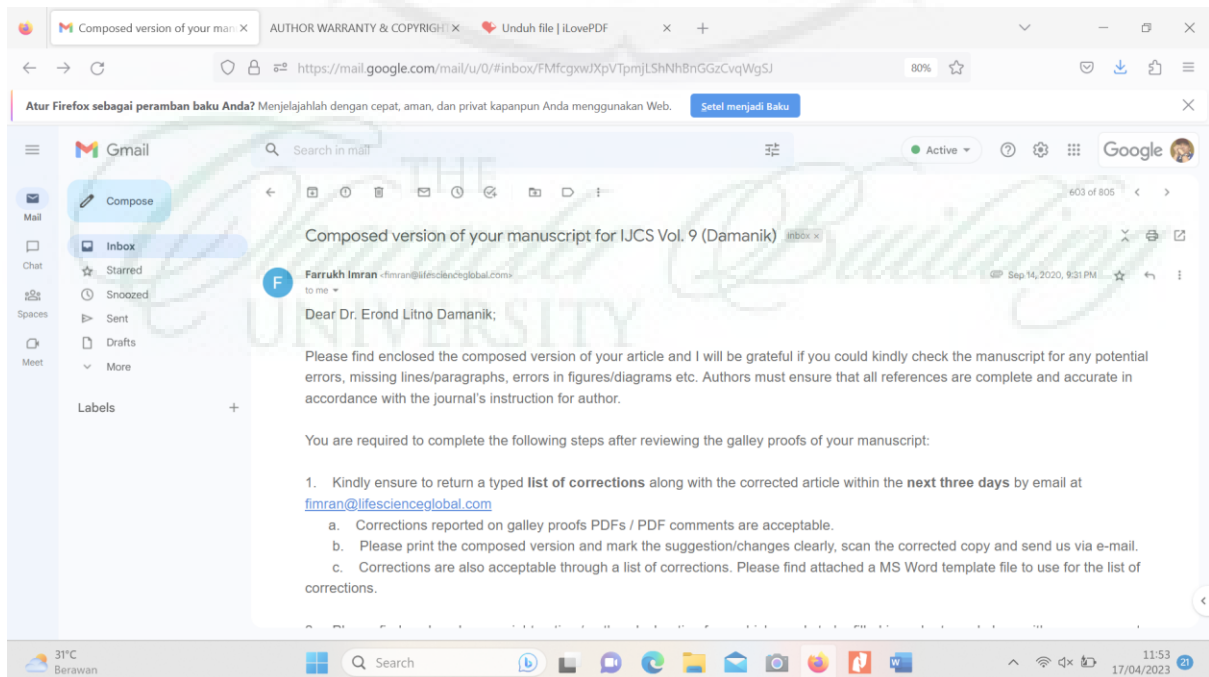 Composed version of your man
AUTHOR WARRANTY & COPYRIGHT
Unduh file | iLovePDF
https://mail.google.com/mail/u/0/#inbox/FMfcgxwJXpVTpmjLShNhBnGGzCvqWgSJ
80%
Atur Firefox sebagai peramban baku Anda? Menjelajahlah dengan cepat, aman, dan privat kapanpun Anda menggunakan Web.
Setel menjadi Baku
Gmail
Search in mail
Active
Google
THE
Character Building
UNIVERSITY
Mail
Chat
Spaces
Meet
Compose
Inbox
Starred
Snoozed
Sent
Drafts
More
Labels
603 of 805
Composed version of your manuscript for IJCS Vol. 9 (Damanik) Inbox ×
F
Farrukh Imran <fimran@lifescienceglobal.com>
to me
Sep 14, 2020, 9:31 PM
Dear Dr. Erond Litno Damanik;
Please find enclosed the composed version of your article and I will be grateful if you could kindly check the manuscript for any potential
errors, missing lines/paragraphs, errors in figures/diagrams etc. Authors must ensure that all references are complete and accurate in
accordance with the journal's instruction for author.
You are required to complete the following steps after reviewing the galley proofs of your manuscript:
1. Kindly ensure to return a typed list of corrections along with the corrected article within the next three days by email at
fimran@lifescienceglobal.com
a. Corrections reported on galley proofs PDFs / PDF comments are acceptable.
b. Please print the composed version and mark the suggestion/changes clearly, scan the corrected copy and send us via e-mail.
c. Corrections are also acceptable through a list of corrections. Please find attached a MS Word template file to use for the list of
corrections.
31°C
Berawan
Search
11:53
17/04/2023
21